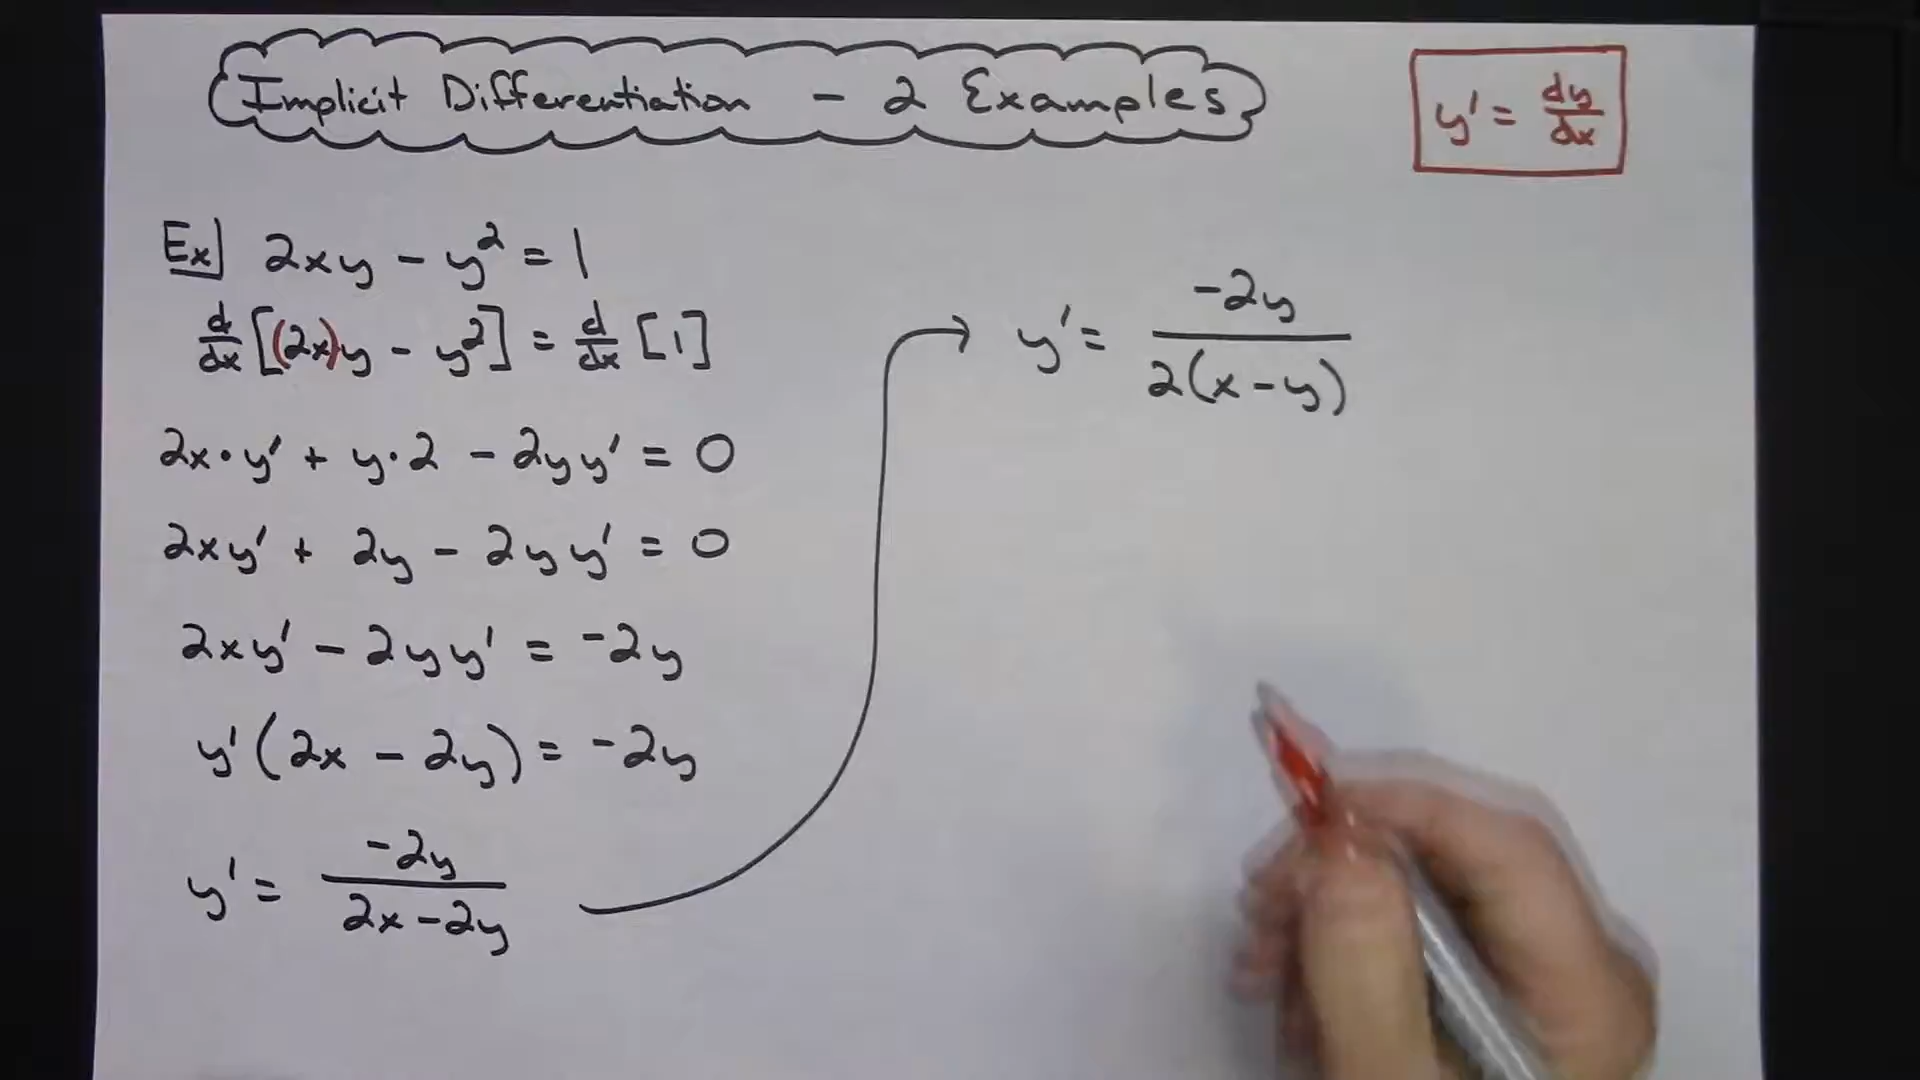 Implicit Differentiation - 2 Examples
y' = dy/dx
Ex] 2xy - y² = 1
d/dx [(2x)y - y²] = d/dx [1]
2x·y' + y·2 - 2yy' = 0
2xy' + 2y - 2yy' = 0
2xy' - 2yy' = -2y
y'(2x - 2y) = -2y
y' = -2y/(2x-2y)
y' = -2y/2(x-y)